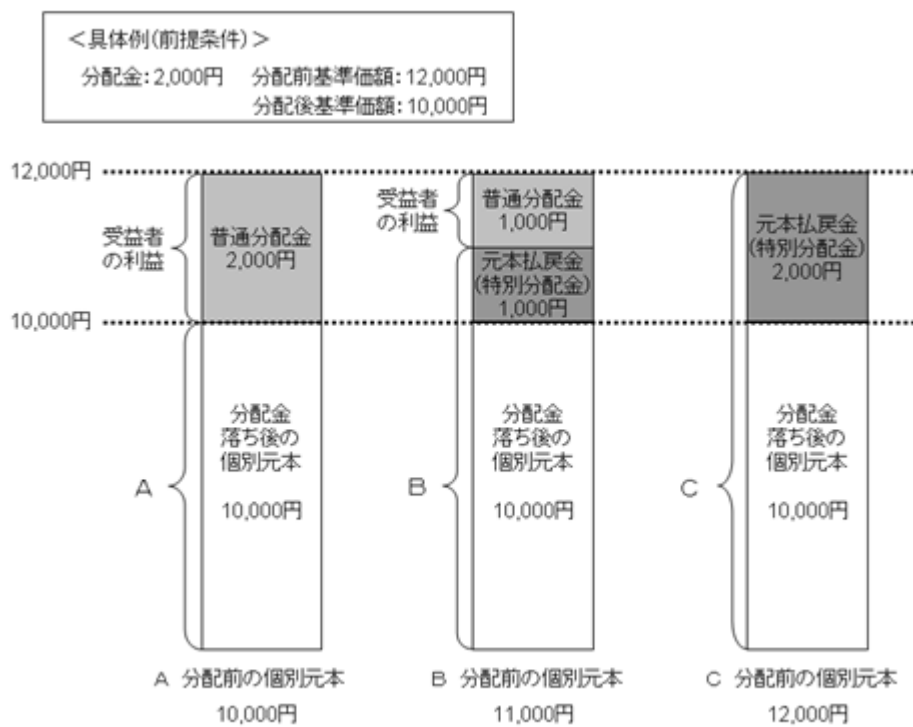 ＜具体例(前提条件)＞
分配金：2,000円　分配前基準価額：12,000円
分配後基準価額：10,000円
12,000円
受益者
の利益
普通分配金
2,000円
10,000円
A
分配金
落ち後の
個別元本
10,000円
A 分配前の個別元本
10,000円
受益者
の利益
普通分配金
1,000円
元本払戻金
(特別分配金)
1,000円
B
分配金
落ち後の
個別元本
10,000円
B 分配前の個別元本
11,000円
元本払戻金
(特別分配金)
2,000円
C
分配金
落ち後の
個別元本
10,000円
C 分配前の個別元本
12,000円